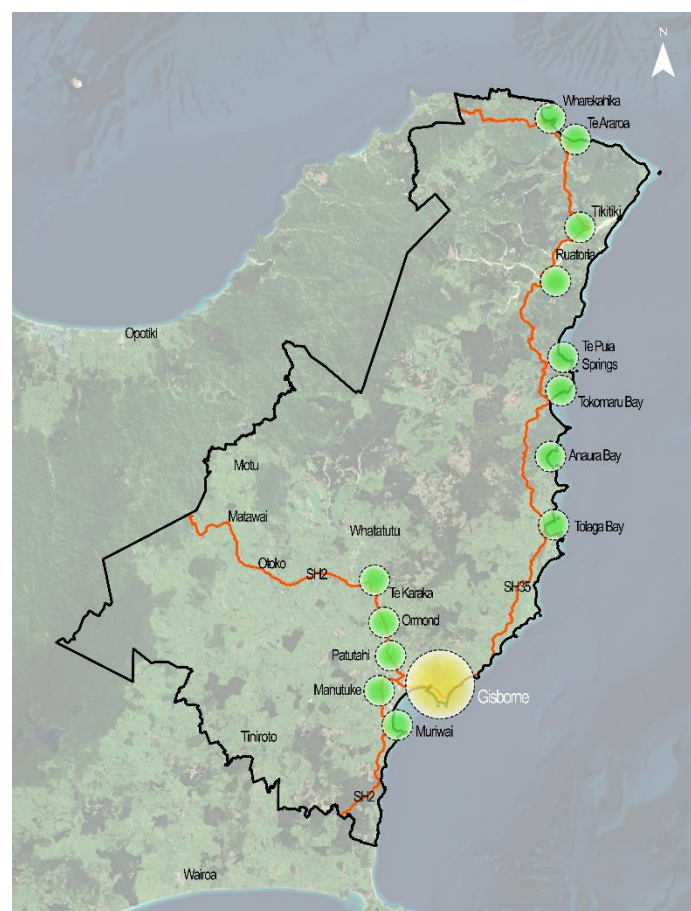 N
Wharekahika
Te Araroa
Tikitiki
Ruatoria
Opotiki
Te Puia
Springs
Tokomaru Bay
Anaura Bay
Motu
Matawai
Whatatutu
Tolaga Bay
Otoko
SH2
Te Karaka
SH35
Ormond
Patutahi
Manutuke
Gisborne
Muriwai
Tiniroto
SH2
Wairoa